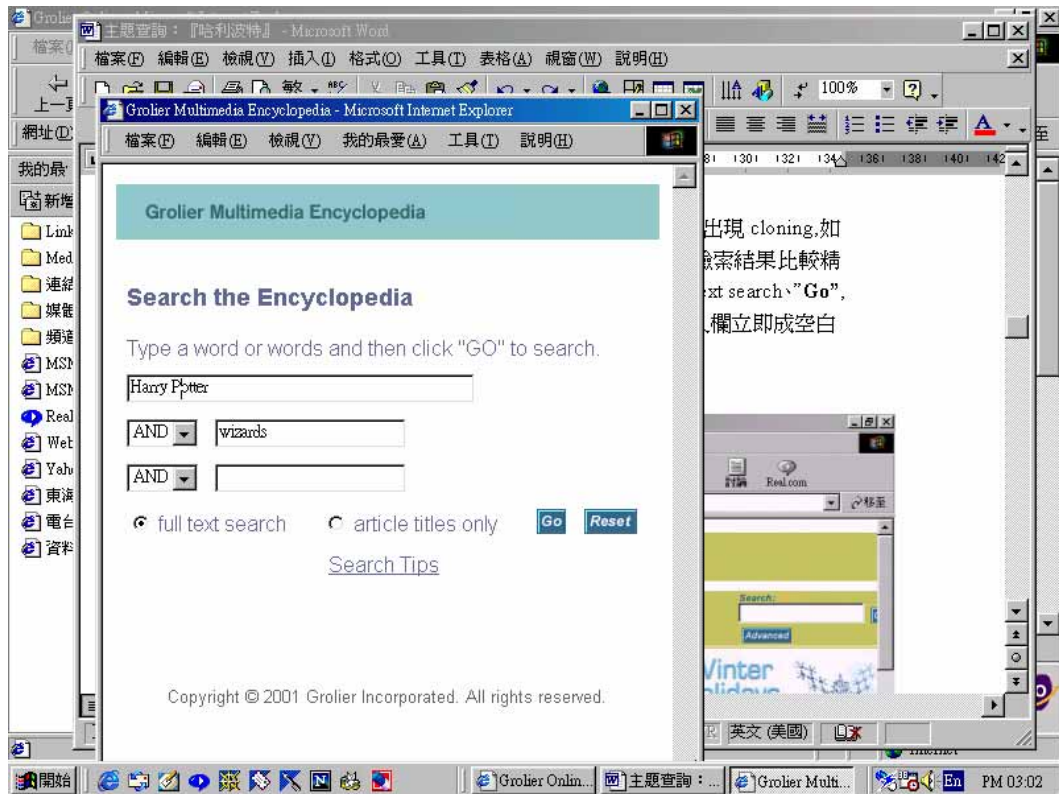 主題查詢：『哈利波特』 - Microsoft Word
檔案(F) 編輯(E) 檢視(V) 插入(I) 格式(O) 工具(T) 表格(A) 視窗(W) 說明(H)
100%
上一頁
網址(D)
我的最
新增
Link
Med
連結
媒體
頻道
MSN
MSN
Real
Web
Yaho
東海
電台
資料
Grolier Multimedia Encyclopedia - Microsoft Internet Explorer
檔案(F) 編輯(E) 檢視(V) 我的最愛(A) 工具(T) 說明(H)
Grolier Multimedia Encyclopedia
Search the Encyclopedia
Type a word or words and then click "GO" to search.
Harry Potter
AND wizards
AND
full text search article titles only Go Reset
Search Tips
Copyright © 2001 Grolier Incorporated. All rights reserved.
出現 cloning,如
檢索結果比較精
ext search、"Go",
欄立即成空白
討論 Real.com
移至
Search:
Advanced
Winter
英文 (美國)
開始 Grolier Onlin... 主題查詢：... Grolier Multi... En PM 03:02